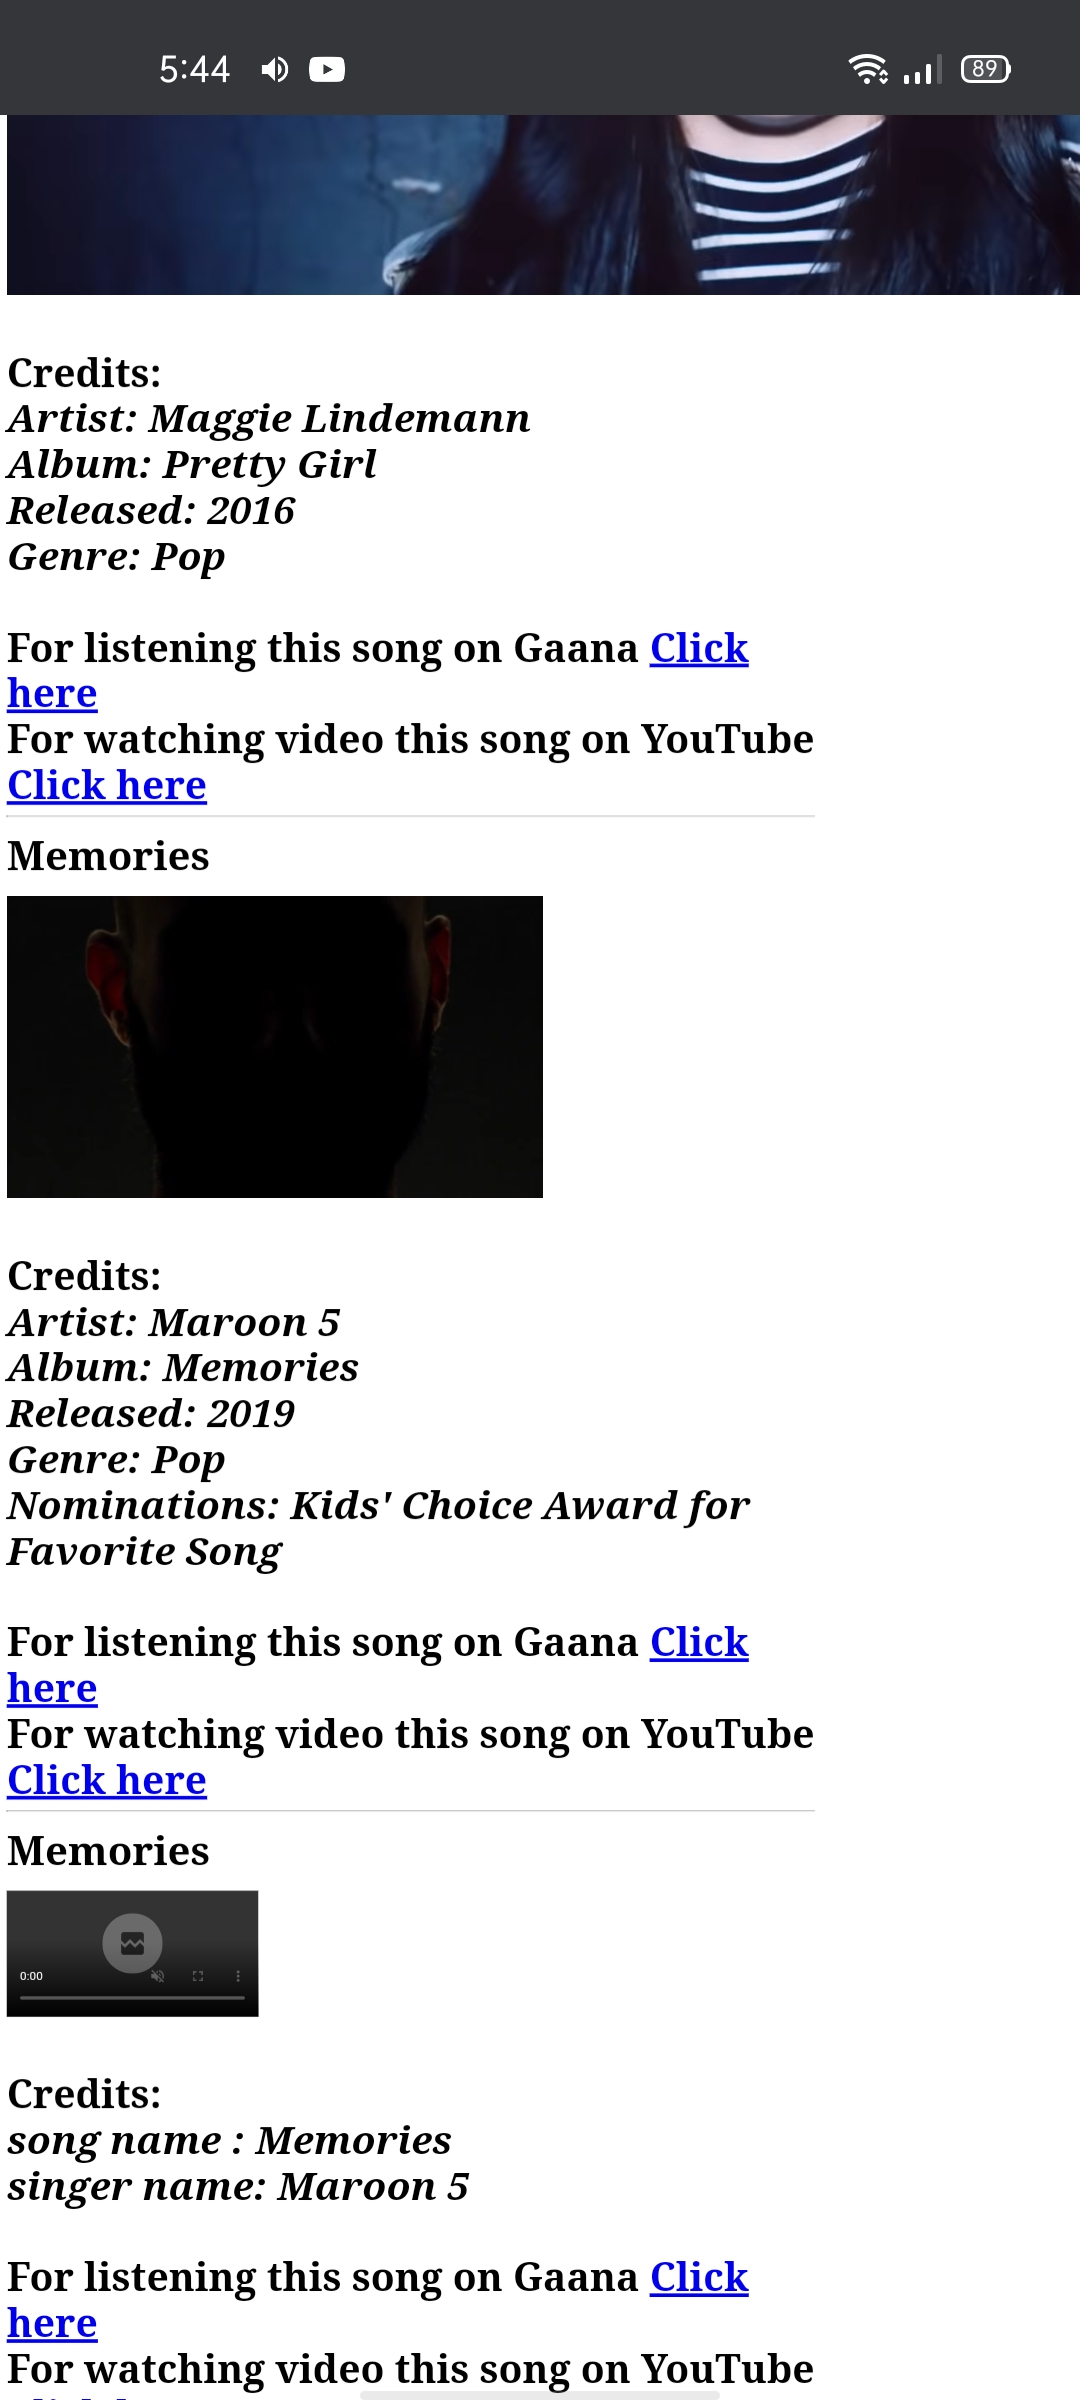 5:44
89
Credits:
Artist: Maggie Lindemann
Album: Pretty Girl
Released: 2016
Genre: Pop
For listening this song on Gaana Click
here
For watching video this song on YouTube
Click here
Memories
Credits:
Artist: Maroon 5
Album: Memories
Released: 2019
Genre: Pop
Nominations: Kids' Choice Award for
Favorite Song
For listening this song on Gaana Click
here
For watching video this song on YouTube
Click here
Memories
0:00
Credits:
song name : Memories
singer name: Maroon 5
For listening this song on Gaana Click
here
For watching video this song on YouTube